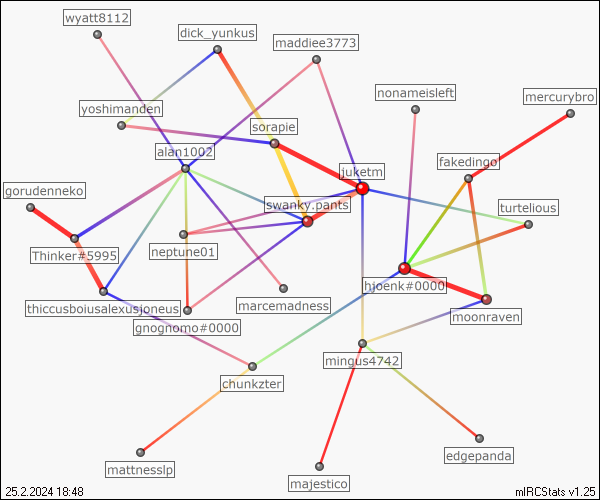 wyatt8112
dick_yunkus
maddiee3773
nonameisleft
mercurybro
yoshimanden
sorapie
alan1002
juketm
fakedingo
gorudenneko
swanky.pants
turtelious
Thinker#5995
neptune01
hjoenk#0000
thiccusboiusalexusjoneus
marcemadness
moonraven
gnognomo#0000
mingus4742
chunkzter
mattnesslp
edgepanda
majestico
25.2.2024 18:48
mIRCStats v1.25